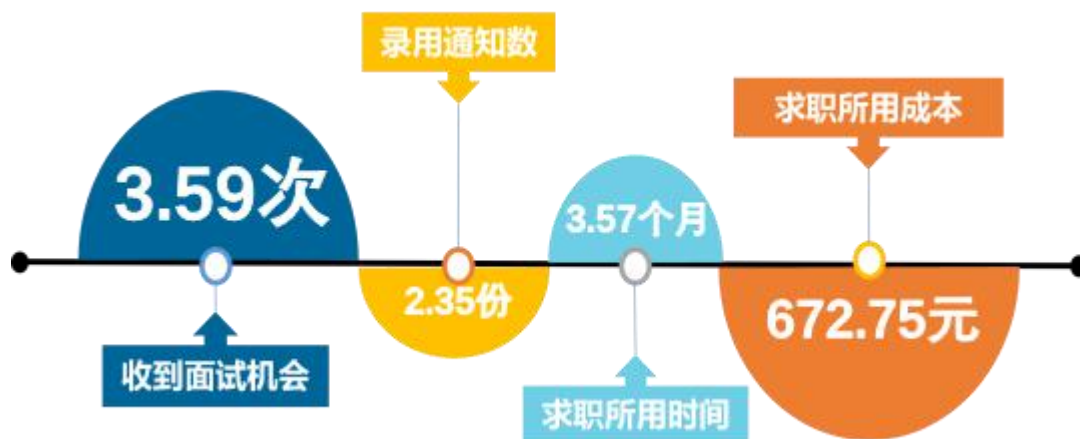 录用通知数
求职所用成本
3.59次
3.57个月
2.35份
672.75元
收到面试机会
求职所用时间